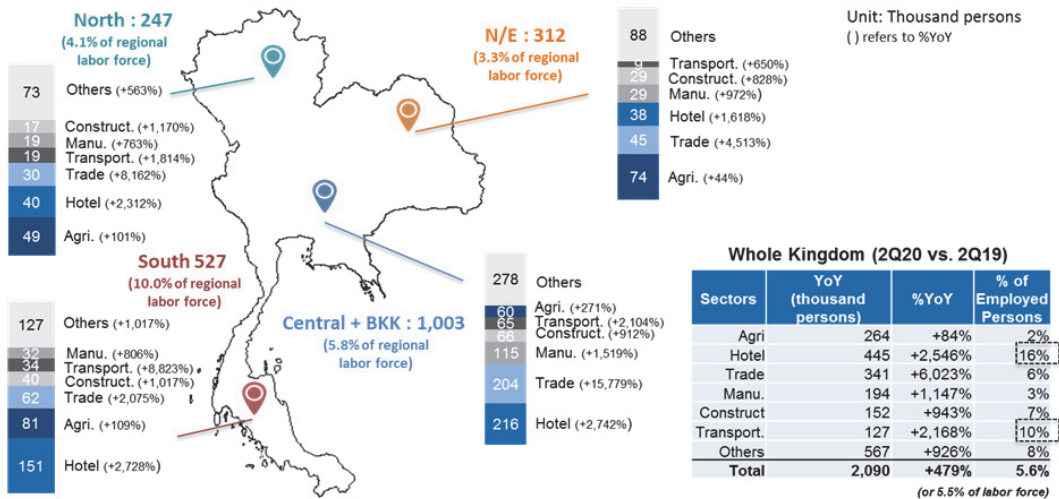 North : 247
(4.1% of regional
labor force)
73
Others (+563%)
17
Construct. (+1,170%)
19
Manu. (+763%)
19
Transport. (+1,814%)
30
Trade (+8,162%)
40
Hotel (+2,312%)
49
Agri. (+101%)
N/E : 312
(3.3% of regional
labor force)
88
Others
9
Transport.(+650%)
29
Construct.(+828%)
29
Manu. (+972%)
38
Hotel (+1,618%)
45
Trade (+4,513%)
74
Agri. (+44%)
Unit: Thousand persons
( ) refers to %YoY
South 527
(10.0% of regional
labor force)
127
Others (+1,017%)
32
Manu. (+806%)
34
Transport. (+8,823%)
40
Construct.(+1,017%)
62
Trade (+2,075%)
81
Agri. (+109%)
151
Hotel (+2,728%)
Central + BKK : 1,003
(5.8% of regional
labor force)
278
Others
60
Agri. (+271%)
65
Transport.(+2,104%)
66
Construct.(+912%)
115
Manu. (+1,519%)
204
Trade (+15,779%)
216
Hotel (+2,742%)
Whole Kingdom (2Q20 vs. 2Q19)
Sectors YoY (thousand persons) %YoY % of Employed Persons
Agri 264 +84% 2%
Hotel 445 +2,546% 16%
Trade 341 +6,023% 6%
Manu. 194 +1,147% 3%
Construct 152 +943% 7%
Transport. 127 +2,168% 10%
Others 567 +926% 8%
Total 2,090 +479% 5.6%
(or 5.5% of labor force)